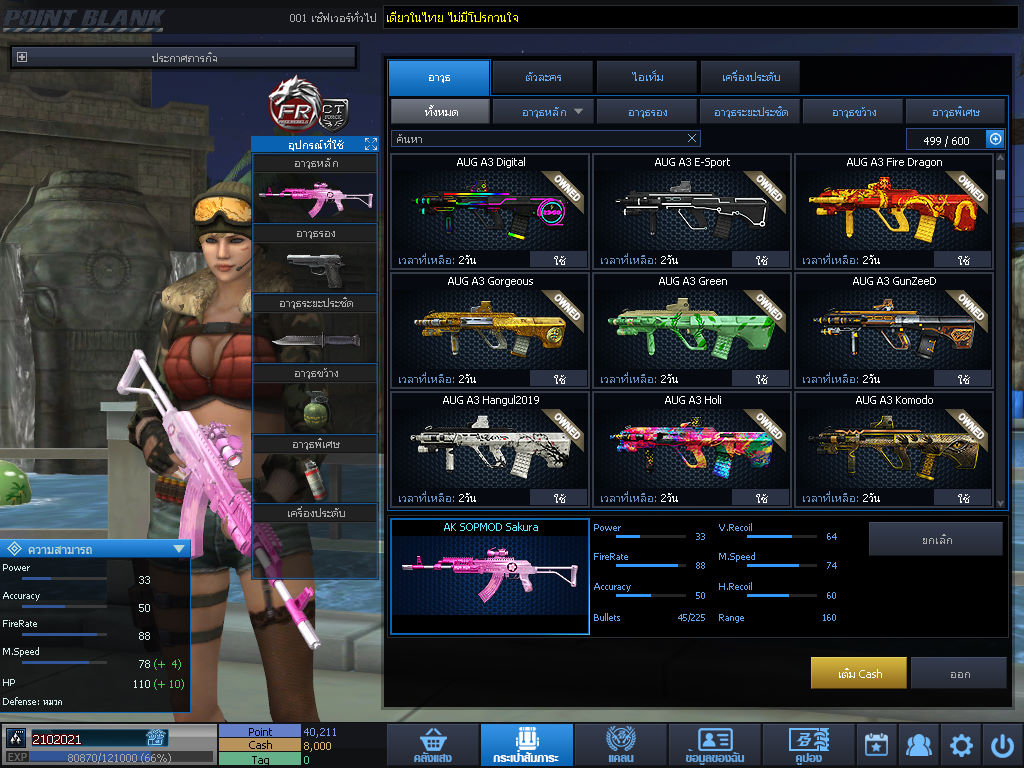 POINT BLANK
001 เซิฟเวอร์ทั่วไป
เดียวในไทย ไม่มีโปรกวนใจ
ประกาศภารกิจ
FR
CT
FORCE
อุปกรณ์ที่ใช้
อาวุธหลัก
อาวุธรอง
อาวุธระยะประชิด
อาวุธขว้าง
อาวุธพิเศษ
เครื่องประดับ
อาวุธ
ตัวละคร
ไอเท็ม
เครื่องประดับ
ทั้งหมด
อาวุธหลัก
อาวุธรอง
อาวุธระยะประชิด
อาวุธขว้าง
อาวุธพิเศษ
ค้นหา
499 / 600
AUG A3 Digital
OWNED
เวลาที่เหลือ: 2วัน
ใช้
AUG A3 E-Sport
OWNED
เวลาที่เหลือ: 2วัน
ใช้
AUG A3 Fire Dragon
OWNED
เวลาที่เหลือ: 2วัน
ใช้
AUG A3 Gorgeous
OWNED
เวลาที่เหลือ: 2วัน
ใช้
AUG A3 Green
OWNED
เวลาที่เหลือ: 2วัน
ใช้
AUG A3 GunZeeD
OWNED
เวลาที่เหลือ: 2วัน
ใช้
AUG A3 Hangul2019
OWNED
เวลาที่เหลือ: 2วัน
ใช้
AUG A3 Holi
OWNED
เวลาที่เหลือ: 2วัน
ใช้
AUG A3 Komodo
OWNED
เวลาที่เหลือ: 2วัน
ใช้
AK SOPMOD Sakura
Power 33
FireRate 88
Accuracy 50
Bullets 45/225
V.Recoil 64
M.Speed 74
H.Recoil 60
Range 160
ยกเลิก
เติม Cash
ออก
ความสามารถ
Power
33
Accuracy
50
FireRate
88
M.Speed
78 (+ 4)
HP
110 (+ 10)
Defense: หมวก
2102021
EXP 80870/121000 (66%)
Point 40,211
Cash 8,000
Tag 0
คลังแสง
กระเป๋าสัมภาระ
แคลน
ข้อมูลของฉัน
คูปอง